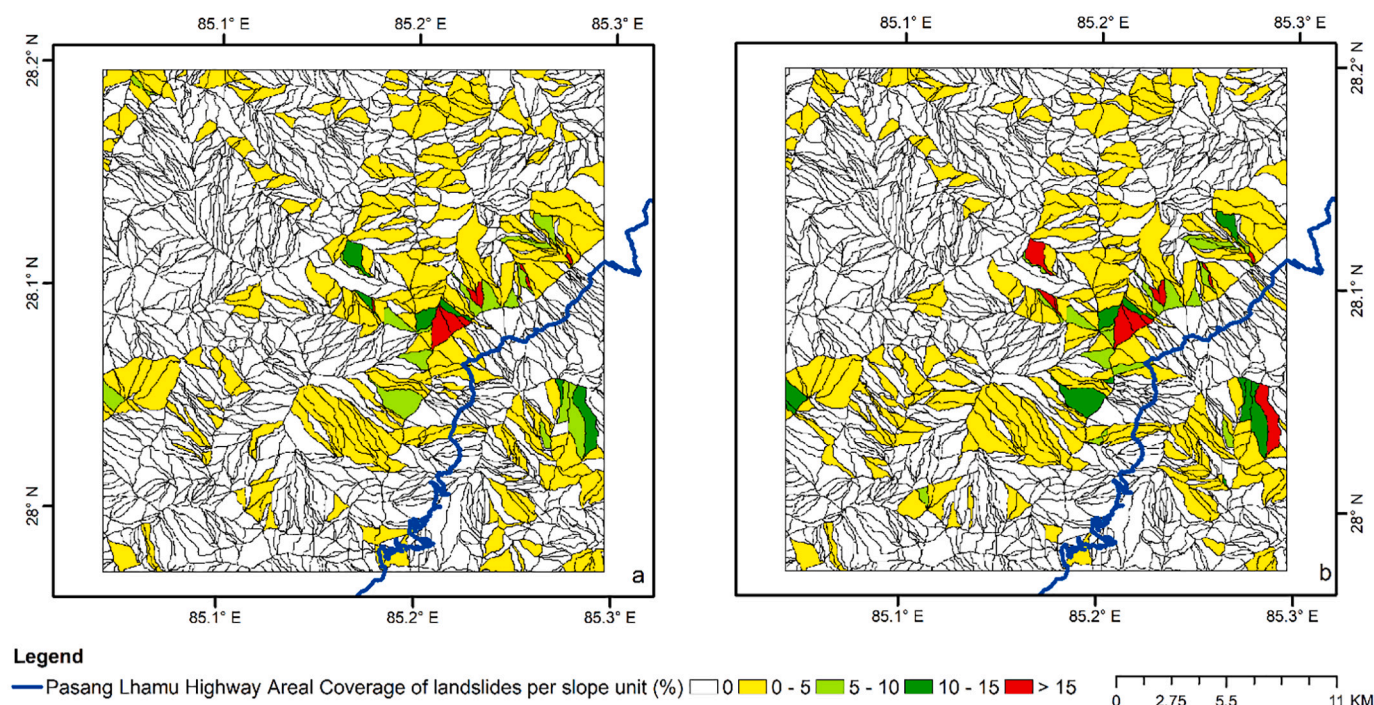 85.1° E 85.2° E 85.3° E 85.1° E 85.2° E 85.3° E
28.2° N 28.2° N
28.1° N 28.1° N
28° N 28° N
a b
85.1° E 85.2° E 85.3° E 85.1° E 85.2° E 85.3° E
Legend
Pasang Lhamu Highway Areal Coverage of landslides per slope unit (%) 0 0 - 5 5 - 10 10 - 15 > 15
0 2.75 5.5 11 KM